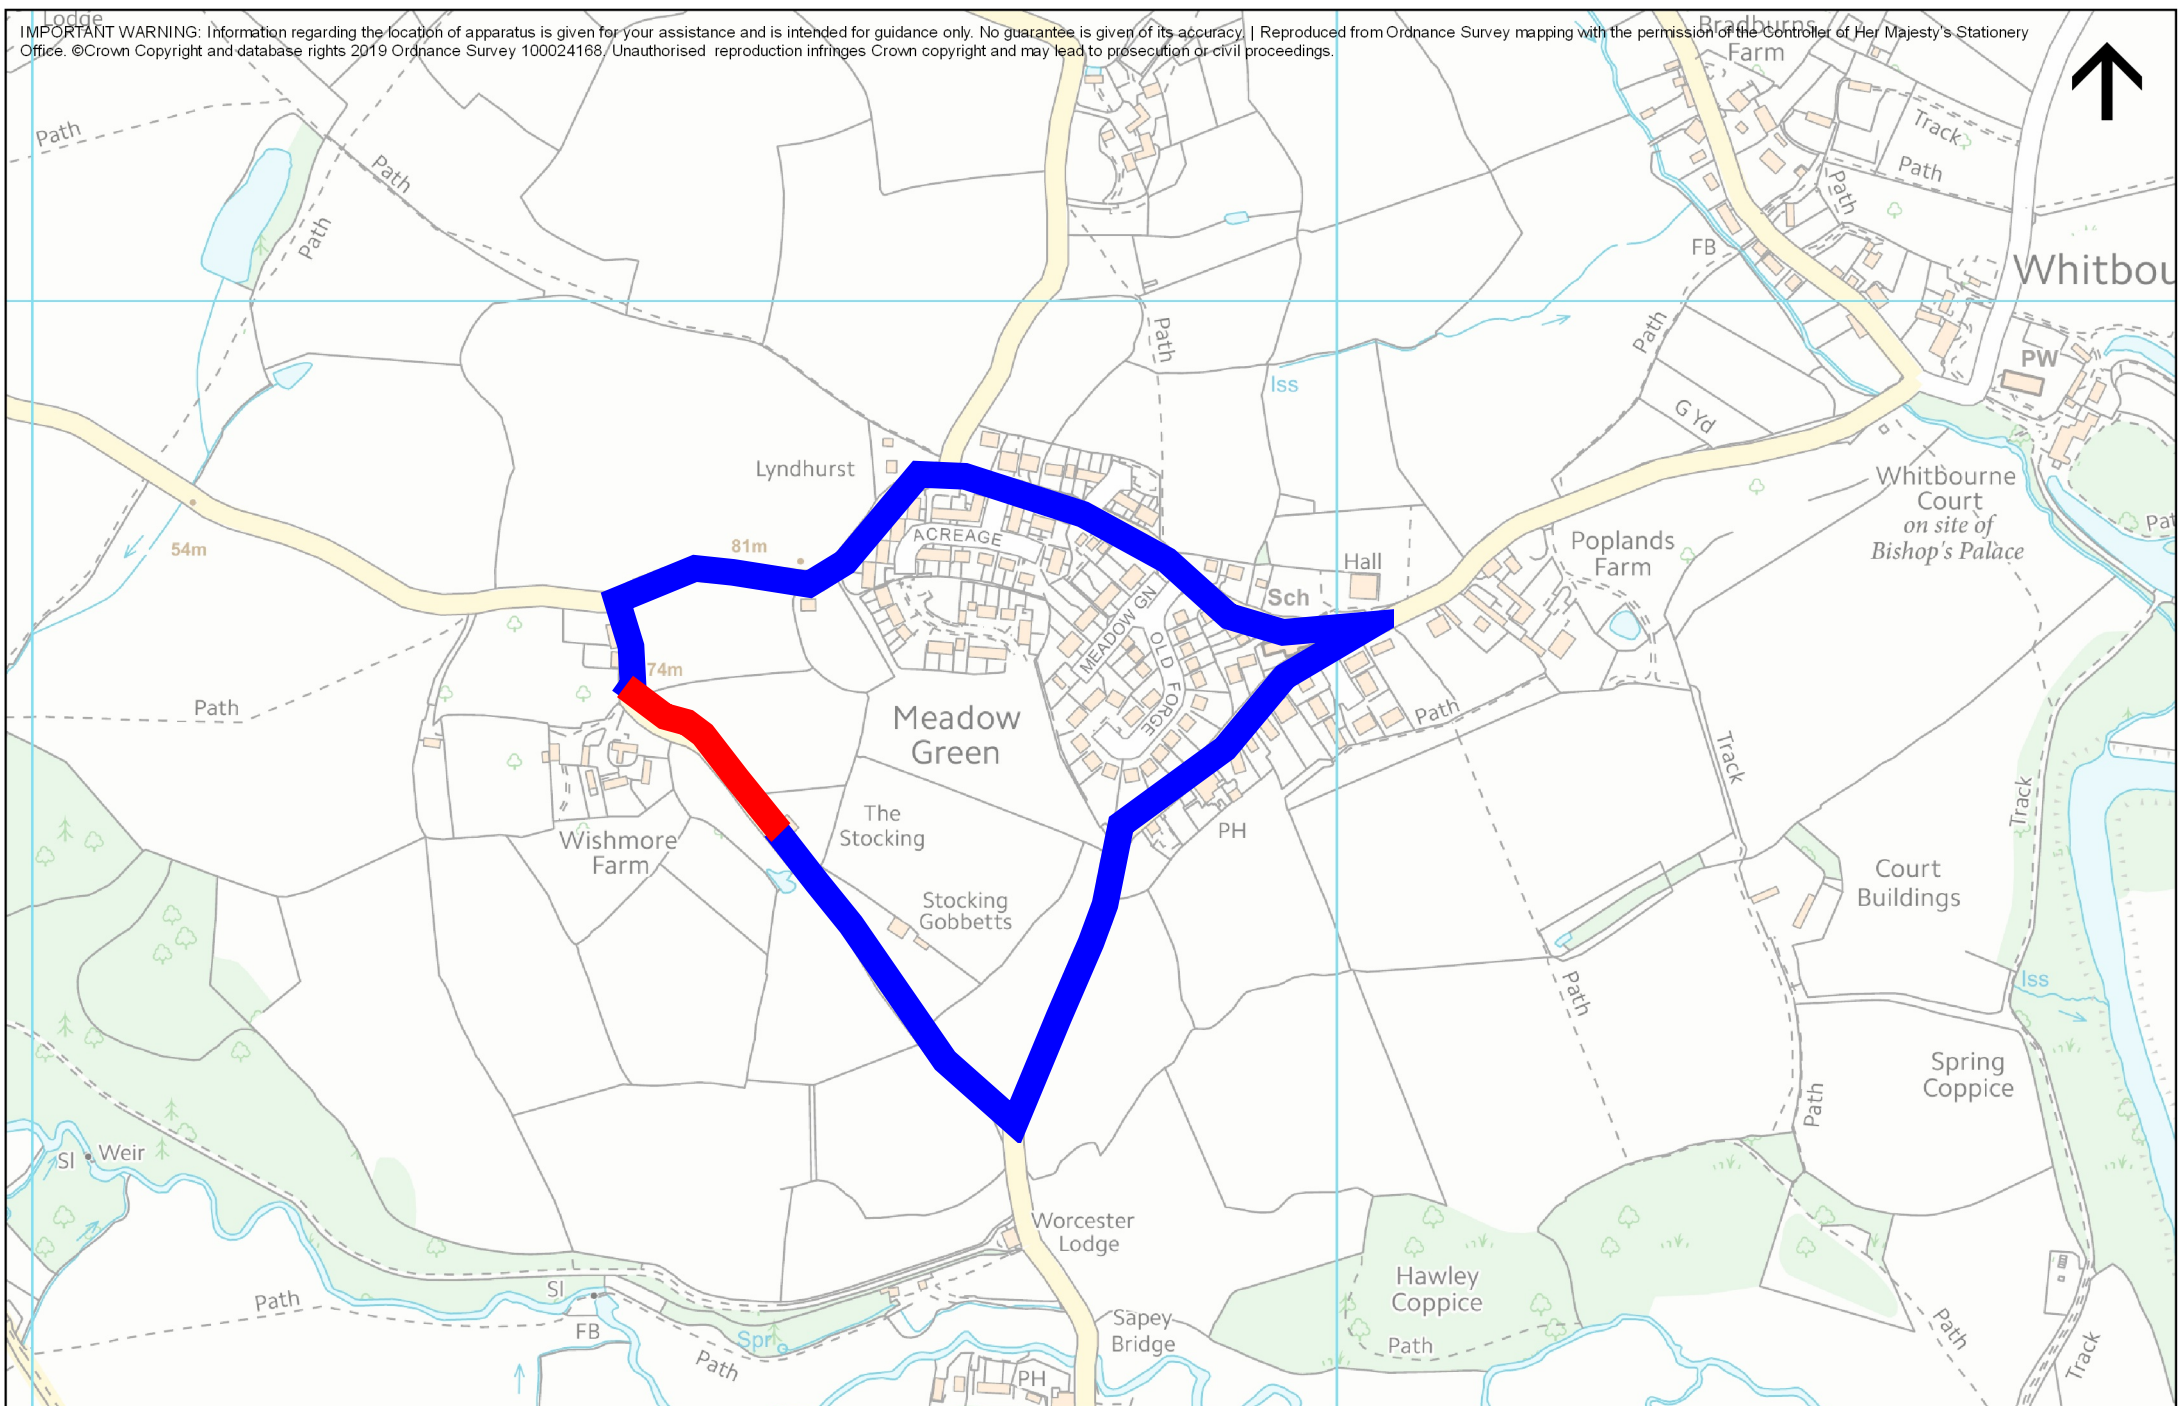 Lodge
IMPORTANT WARNING: Information regarding the location of apparatus is given for your assistance and is intended for guidance only. No guarantee is given of its accuracy. | Reproduced from Ordnance Survey mapping with the permission of the Controller of Her Majesty's Stationery
Office. ©Crown Copyright and database rights 2019 Ordnance Survey 100024168. Unauthorised reproduction infringes Crown copyright and may lead to prosecution or civil proceedings.
Bradburns
Farm
Path
Path
Path
Track
Path
Path
FB
Whitbou
Path
Path
PW
Iss
G Yd
Lyndhurst
Whitbourne
Court
on site of
Bishop's Palace
Pat
54m
81m
ACREAGE
Hall
Poplands
Farm
Sch
MEADOW GN
OLD FORGE
74m
Path
Meadow
Green
Path
Track
Track
The
Stocking
PH
Wishmore
Farm
Court
Buildings
Stocking
Gobbetts
Path
Iss
Spring
Coppice
Path
Sl
Weir
Worcester
Lodge
Hawley
Coppice
Sl
Path
FB
Spr
Path
Sapey
Bridge
Path
Path
Track
PH